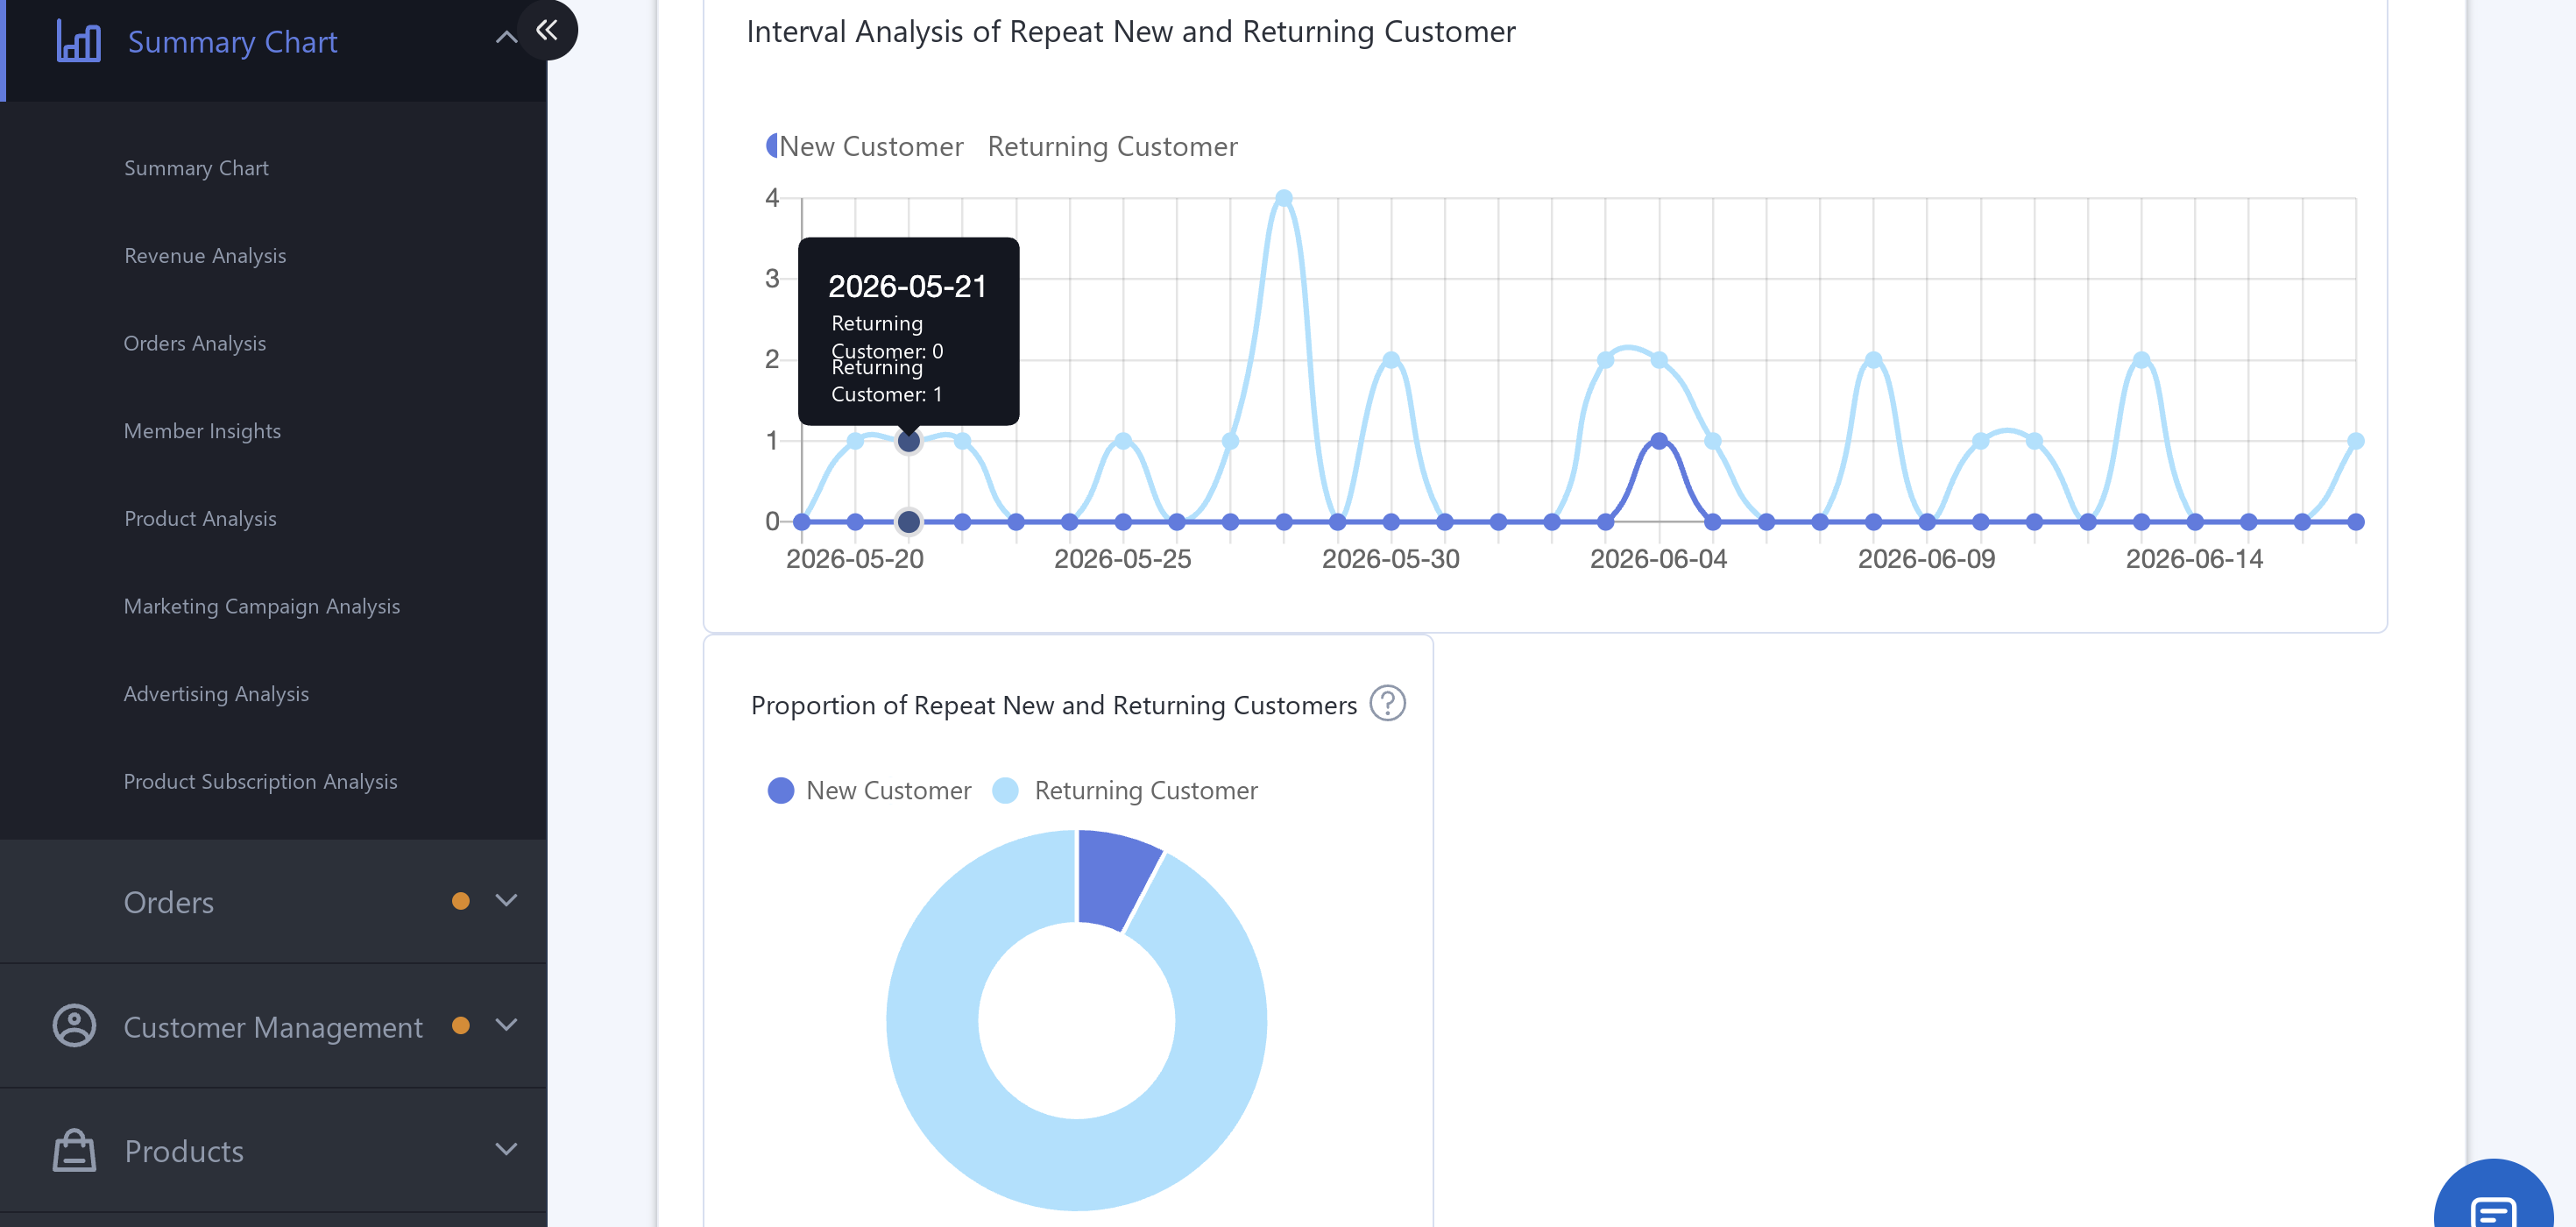 Summary Chart
Summary Chart
Revenue Analysis
Orders Analysis
Member Insights
Product Analysis
Marketing Campaign Analysis
Advertising Analysis
Product Subscription Analysis
Orders
Customer Management
Products
Interval Analysis of Repeat New and Returning Customer
New Customer Returning Customer
4
3
2
1
0
2026-05-21
Returning
Customer: 0
Returning
Customer: 1
2026-05-20 2026-05-25 2026-05-30 2026-06-04 2026-06-09 2026-06-14
Proportion of Repeat New and Returning Customers ?
New Customer Returning Customer